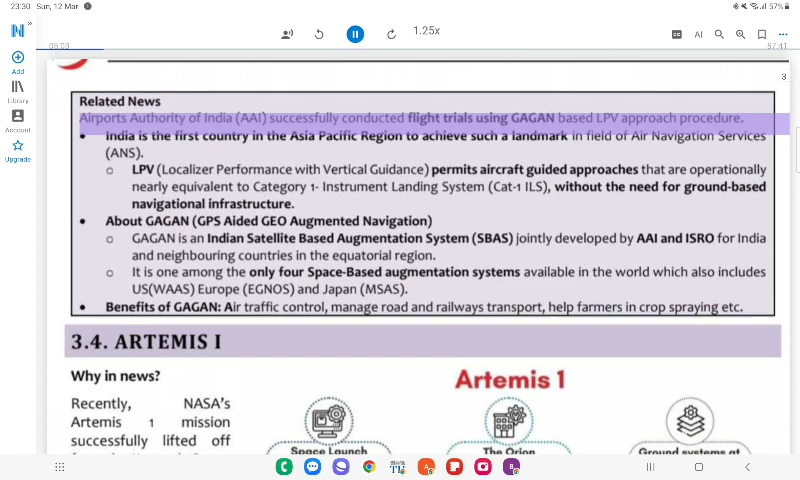 23:30 Sun, 12 Mar
57%
N
»
1.25x
AI
05:03
57:41
Add
Library
Account
Upgrade
3
Related News
Airports Authority of India (AAI) successfully conducted flight trials using GAGAN based LPV approach procedure.
• India is the first country in the Asia Pacific Region to achieve such a landmark in field of Air Navigation Services
(ANS).
o LPV (Localizer Performance with Vertical Guidance) permits aircraft guided approaches that are operationally
nearly equivalent to Category 1- Instrument Landing System (Cat-1 ILS), without the need for ground-based
navigational infrastructure.
• About GAGAN (GPS Aided GEO Augmented Navigation)
o GAGAN is an Indian Satellite Based Augmentation System (SBAS) jointly developed by AAI and ISRO for India
and neighbouring countries in the equatorial region.
o It is one among the only four Space-Based augmentation systems available in the world which also includes
US(WAAS) Europe (EGNOS) and Japan (MSAS).
• Benefits of GAGAN: Air traffic control, manage road and railways transport, help farmers in crop spraying etc.
3.4. ARTEMIS I
Why in news?
Artemis 1
Recently, NASA's
Artemis 1 mission
successfully lifted off
Space Launch
The Orion
Ground systems at